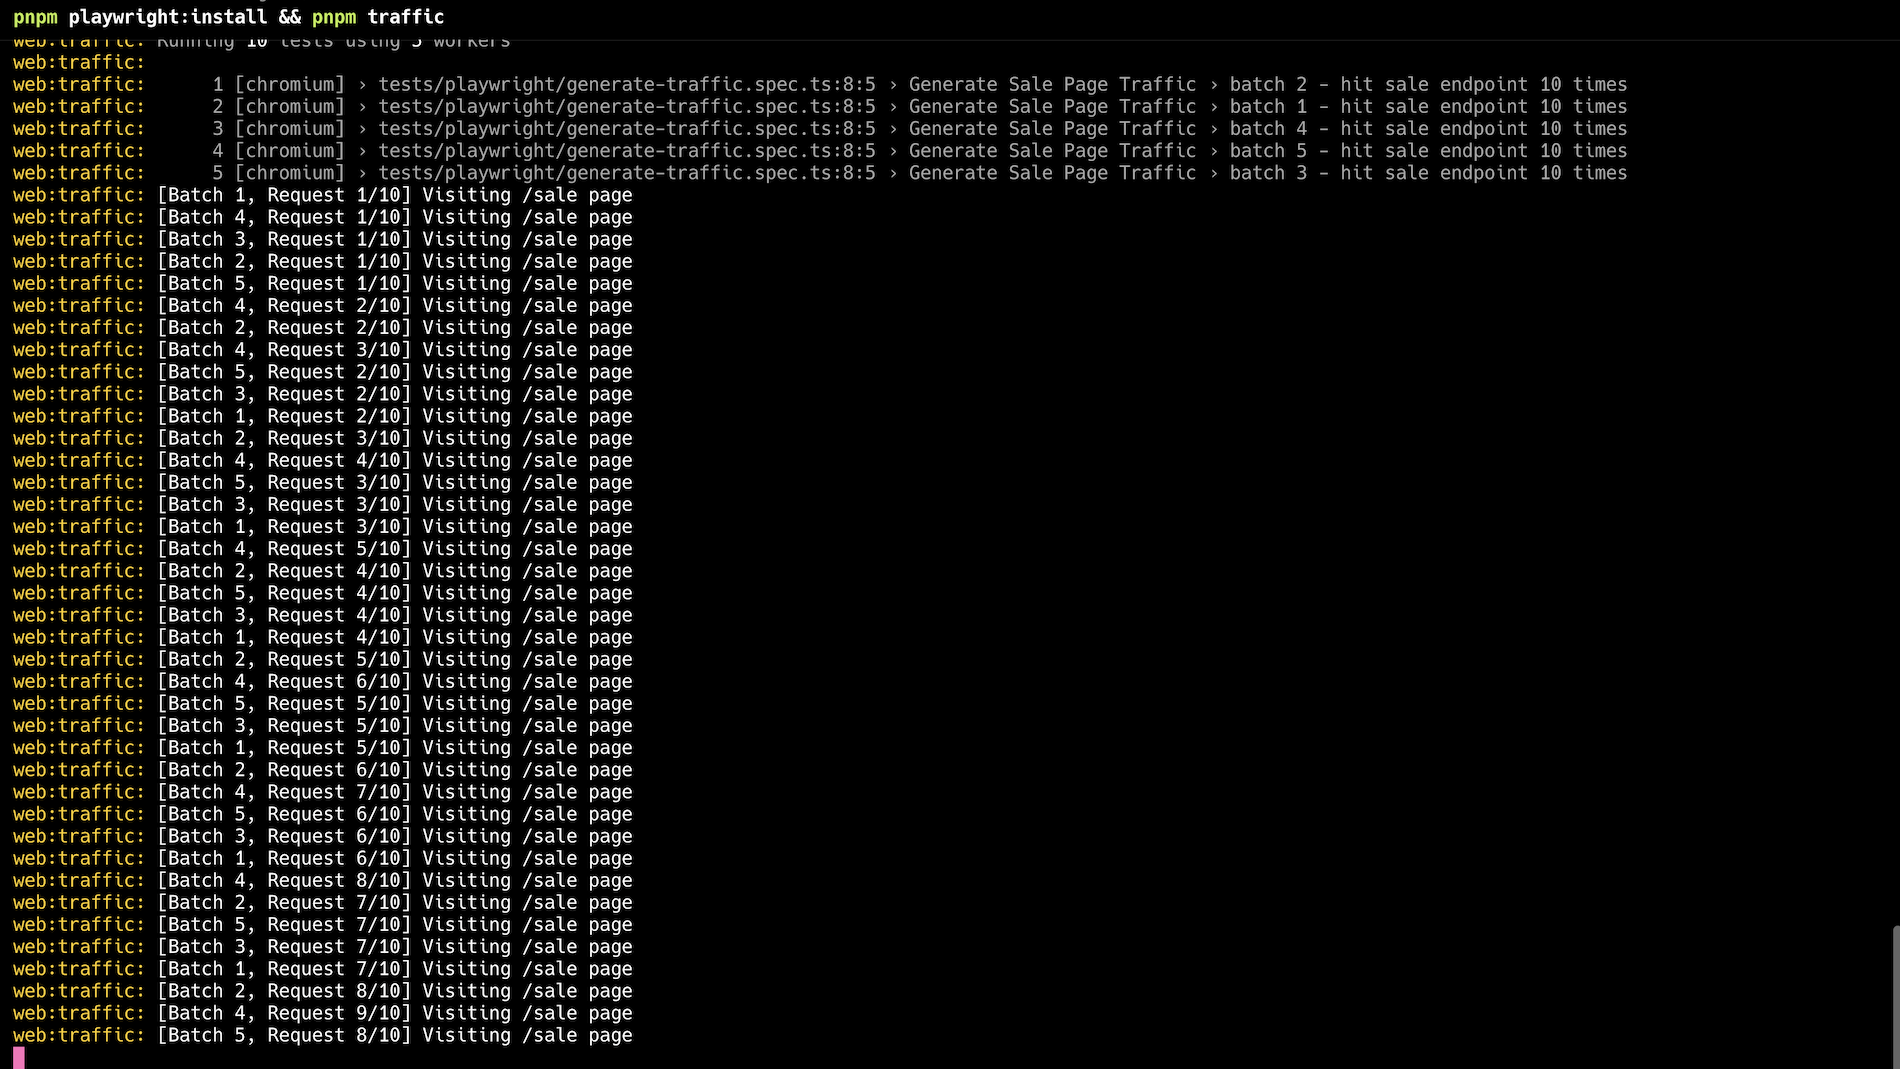 pnpm playwright:install && pnpm traffic
web:traffic: Running 10 tests using 5 workers
web:traffic:
web:traffic: 1 [chromium] › tests/playwright/generate-traffic.spec.ts:8:5 › Generate Sale Page Traffic › batch 2 – hit sale endpoint 10 times
web:traffic: 2 [chromium] › tests/playwright/generate-traffic.spec.ts:8:5 › Generate Sale Page Traffic › batch 1 – hit sale endpoint 10 times
web:traffic: 3 [chromium] › tests/playwright/generate-traffic.spec.ts:8:5 › Generate Sale Page Traffic › batch 4 – hit sale endpoint 10 times
web:traffic: 4 [chromium] › tests/playwright/generate-traffic.spec.ts:8:5 › Generate Sale Page Traffic › batch 5 – hit sale endpoint 10 times
web:traffic: 5 [chromium] › tests/playwright/generate-traffic.spec.ts:8:5 › Generate Sale Page Traffic › batch 3 – hit sale endpoint 10 times
web:traffic: [Batch 1, Request 1/10] Visiting /sale page
web:traffic: [Batch 4, Request 1/10] Visiting /sale page
web:traffic: [Batch 3, Request 1/10] Visiting /sale page
web:traffic: [Batch 2, Request 1/10] Visiting /sale page
web:traffic: [Batch 5, Request 1/10] Visiting /sale page
web:traffic: [Batch 4, Request 2/10] Visiting /sale page
web:traffic: [Batch 2, Request 2/10] Visiting /sale page
web:traffic: [Batch 4, Request 3/10] Visiting /sale page
web:traffic: [Batch 5, Request 2/10] Visiting /sale page
web:traffic: [Batch 3, Request 2/10] Visiting /sale page
web:traffic: [Batch 1, Request 2/10] Visiting /sale page
web:traffic: [Batch 2, Request 3/10] Visiting /sale page
web:traffic: [Batch 4, Request 4/10] Visiting /sale page
web:traffic: [Batch 5, Request 3/10] Visiting /sale page
web:traffic: [Batch 3, Request 3/10] Visiting /sale page
web:traffic: [Batch 1, Request 3/10] Visiting /sale page
web:traffic: [Batch 4, Request 5/10] Visiting /sale page
web:traffic: [Batch 2, Request 4/10] Visiting /sale page
web:traffic: [Batch 5, Request 4/10] Visiting /sale page
web:traffic: [Batch 3, Request 4/10] Visiting /sale page
web:traffic: [Batch 1, Request 4/10] Visiting /sale page
web:traffic: [Batch 2, Request 5/10] Visiting /sale page
web:traffic: [Batch 4, Request 6/10] Visiting /sale page
web:traffic: [Batch 5, Request 5/10] Visiting /sale page
web:traffic: [Batch 3, Request 5/10] Visiting /sale page
web:traffic: [Batch 1, Request 5/10] Visiting /sale page
web:traffic: [Batch 2, Request 6/10] Visiting /sale page
web:traffic: [Batch 4, Request 7/10] Visiting /sale page
web:traffic: [Batch 5, Request 6/10] Visiting /sale page
web:traffic: [Batch 3, Request 6/10] Visiting /sale page
web:traffic: [Batch 1, Request 6/10] Visiting /sale page
web:traffic: [Batch 4, Request 8/10] Visiting /sale page
web:traffic: [Batch 2, Request 7/10] Visiting /sale page
web:traffic: [Batch 5, Request 7/10] Visiting /sale page
web:traffic: [Batch 3, Request 7/10] Visiting /sale page
web:traffic: [Batch 1, Request 7/10] Visiting /sale page
web:traffic: [Batch 2, Request 8/10] Visiting /sale page
web:traffic: [Batch 4, Request 9/10] Visiting /sale page
web:traffic: [Batch 5, Request 8/10] Visiting /sale page